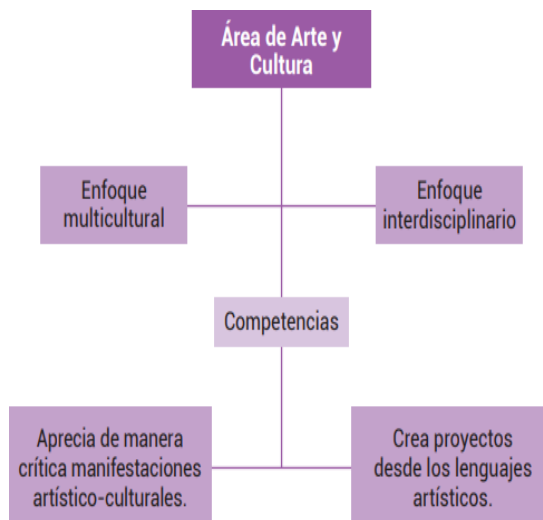 Área de Arte y
Cultura
Enfoque
multicultural
Enfoque
interdisciplinario
Competencias
Aprecia de manera
crítica manifestaciones
artístico-culturales.
Crea proyectos
desde los lenguajes
artísticos.